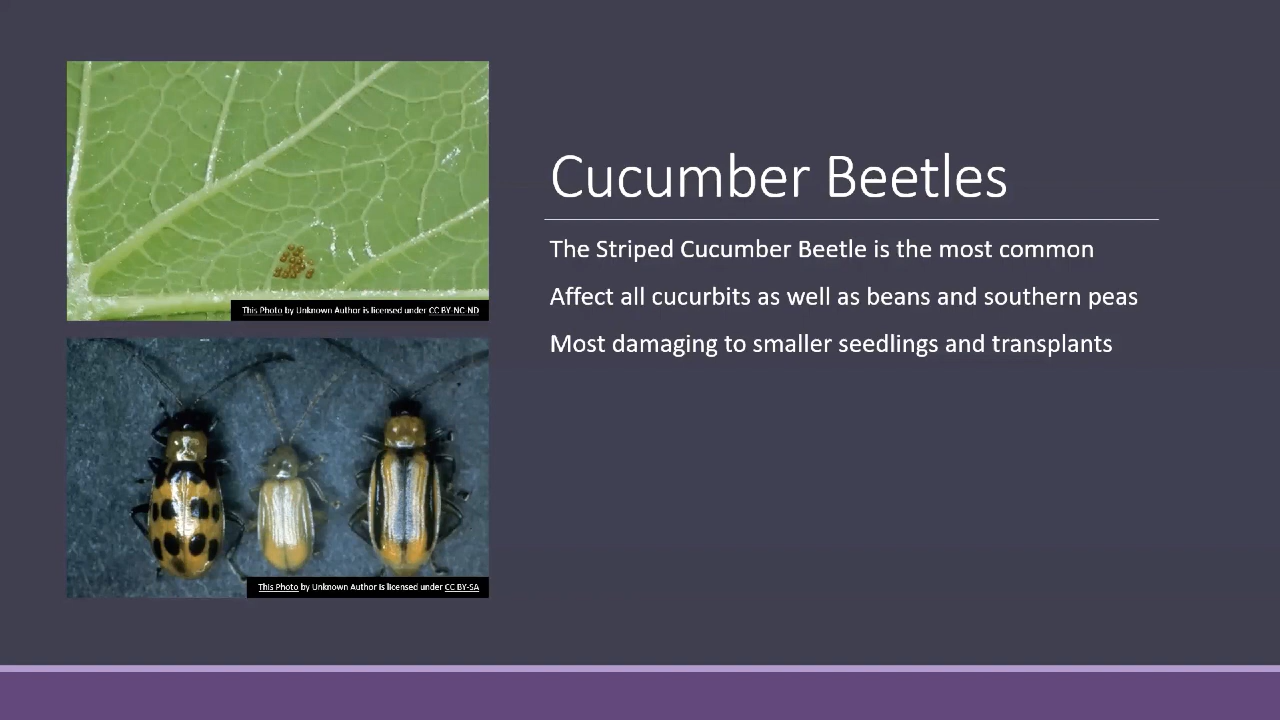 This Photo by Unknown Author is licensed under CC BY-NC-ND
This Photo by Unknown Author is licensed under CC BY-SA
Cucumber Beetles
The Striped Cucumber Beetle is the most common
Affect all cucurbits as well as beans and southern peas
Most damaging to smaller seedlings and transplants